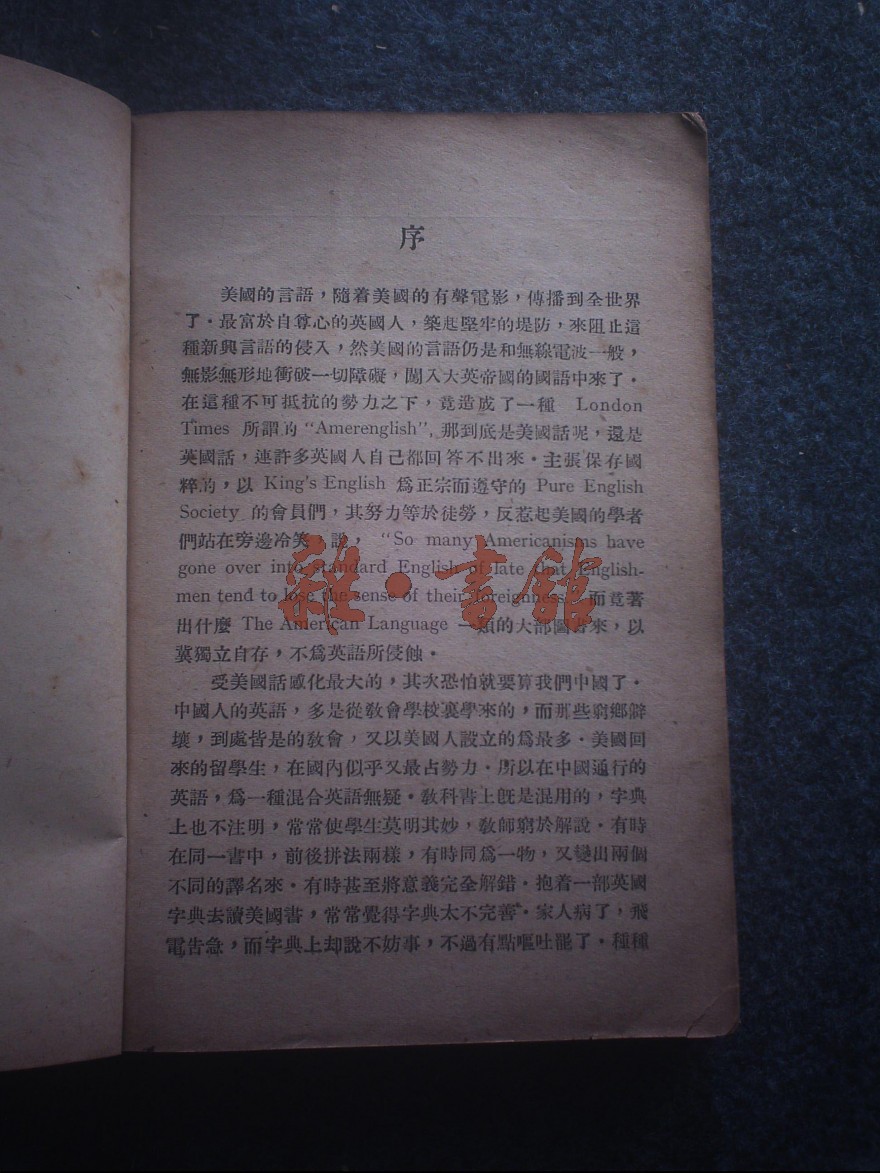 序
美國的言語，隨着美國的有聲電影，傳播到全世界
了．最富於自尊心的英國人，築起堅牢的堤防，來阻止這
種新興言語的侵入，然美國的言語仍是和無線電波一般，
無影無形地衝破一切障礙，闖入大英帝國的國語中來了．
在這種不可抵抗的勢力之下，竟造成了一種 London
Times 所謂的 “Amerenglish”, 那到底是美國話呢，還是
英國話，連許多英國人自己都回答不出來．主張保存國
粹的，以 King's English 爲正宗而遵守的 Pure English
Society 的會員們，其努力等於徒勞，反惹起美國的學者
們站在旁邊冷笑，說， “So many Americanisms have
gone over into standard English of late that English-
men tend to lose the sense of their foreignness” 而竟著
出什麼 The American Language 一類的大部圖書來，以
冀獨立自存，不爲英語所侵蝕．
受美國話感化最大的，其次恐怕就要算我們中國了．
中國人的英語，多是從敎會學校裏學來的，而那些窮鄉僻
壤，到處皆是的敎會，又以美國人設立的爲最多．美國回
來的留學生，在國內似乎又最占勢力．所以在中國通行的
英語，爲一種混合英語無疑．敎科書上旣是混用的，字典
上也不注明，常常使學生莫明其妙，敎師窮於解說．有時
在同一書中，前後拼法兩樣，有時同爲一物，又變出兩個
不同的譯名來．有時甚至將意義完全解錯．抱着一部英國
字典去讀美國書，常常覺得字典太不完善．家人病了，飛
電吿急，而字典上却說不妨事，不過有點嘔吐罷了．種種
雜·書館